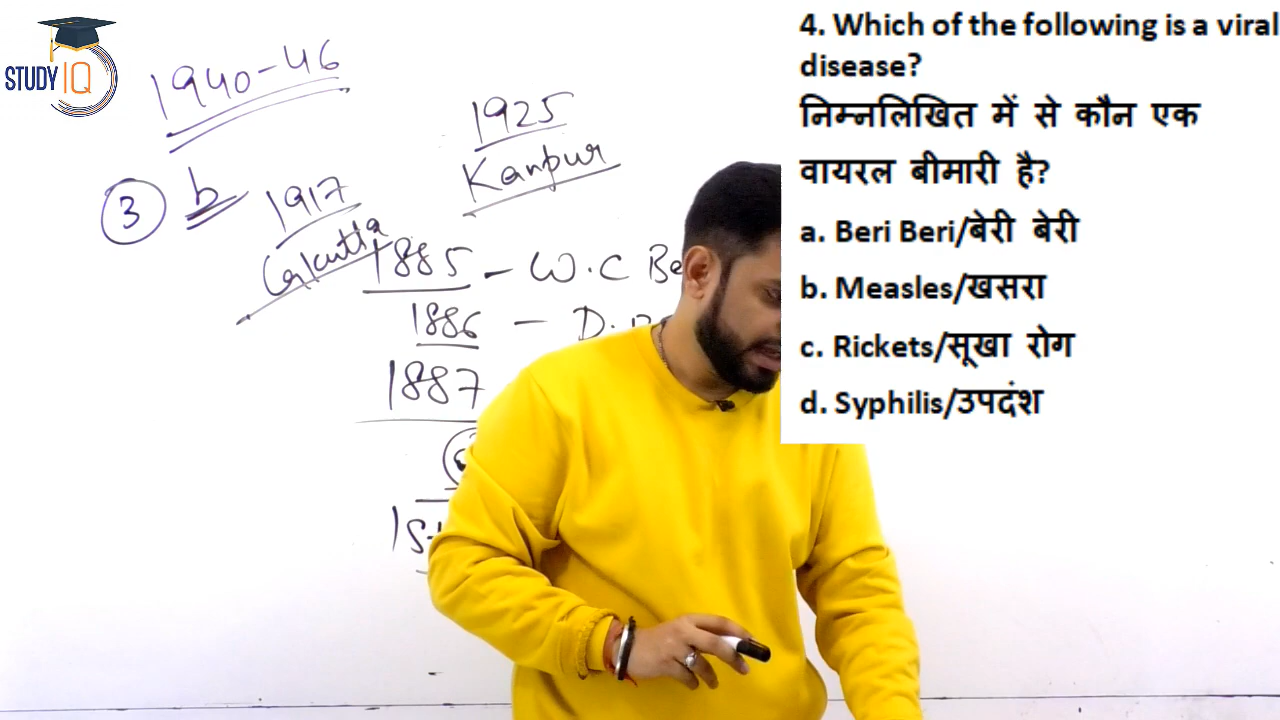 STUDY IQ
1940-46
1925
Kanpur
3 b
1917
Calcutta
1885 - W.C
1886 - D.
1887
4. Which of the following is a viral
disease?
निम्नलिखित में से कौन एक
वायरल बीमारी है?
a. Beri Beri/बेरी बेरी
b. Measles/खसरा
c. Rickets/सूखा रोग
d. Syphilis/उपदंश